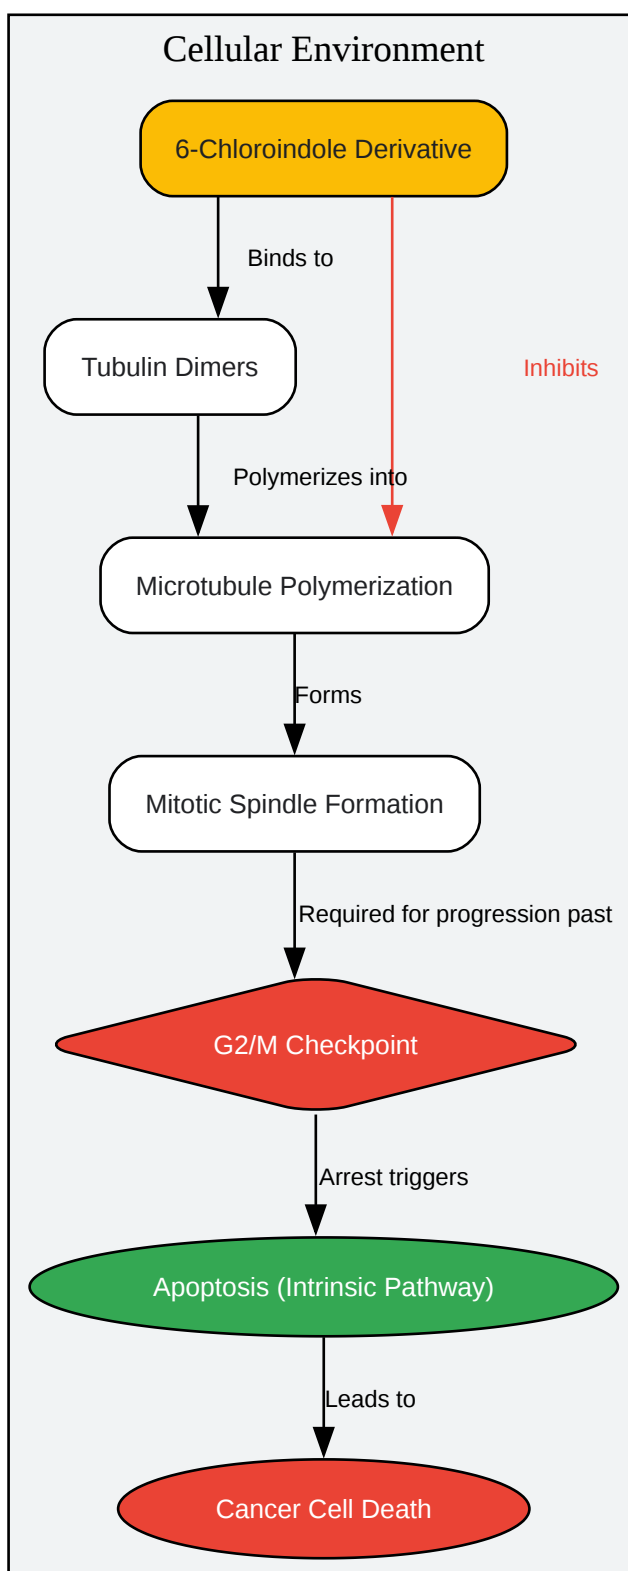 Cellular Environment
6-Chloroindole Derivative
Binds to
Tubulin Dimers
Inhibits
Polymerizes into
Microtubule Polymerization
Forms
Mitotic Spindle Formation
Required for progression past
G2/M Checkpoint
Arrest triggers
Apoptosis (Intrinsic Pathway)
Leads to
Cancer Cell Death